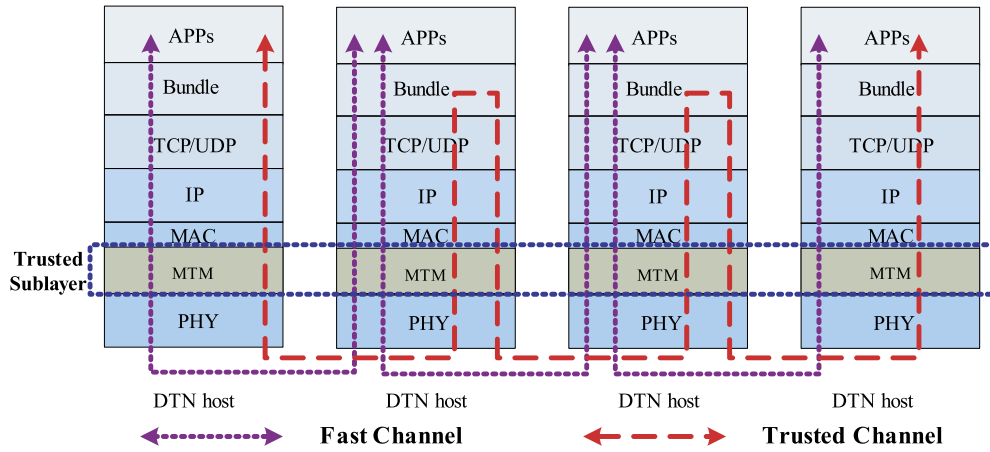 APPs APPs APPs APPs
Bundle Bundle Bundle Bundle
TCP/UDP TCP/UDP TCP/UDP TCP/UDP
IP IP IP IP
MAC MAC MAC MAC
Trusted
Sublayer
MTM MTM MTM MTM
PHY PHY PHY PHY
DTN host DTN host DTN host DTN host
Fast Channel Trusted Channel